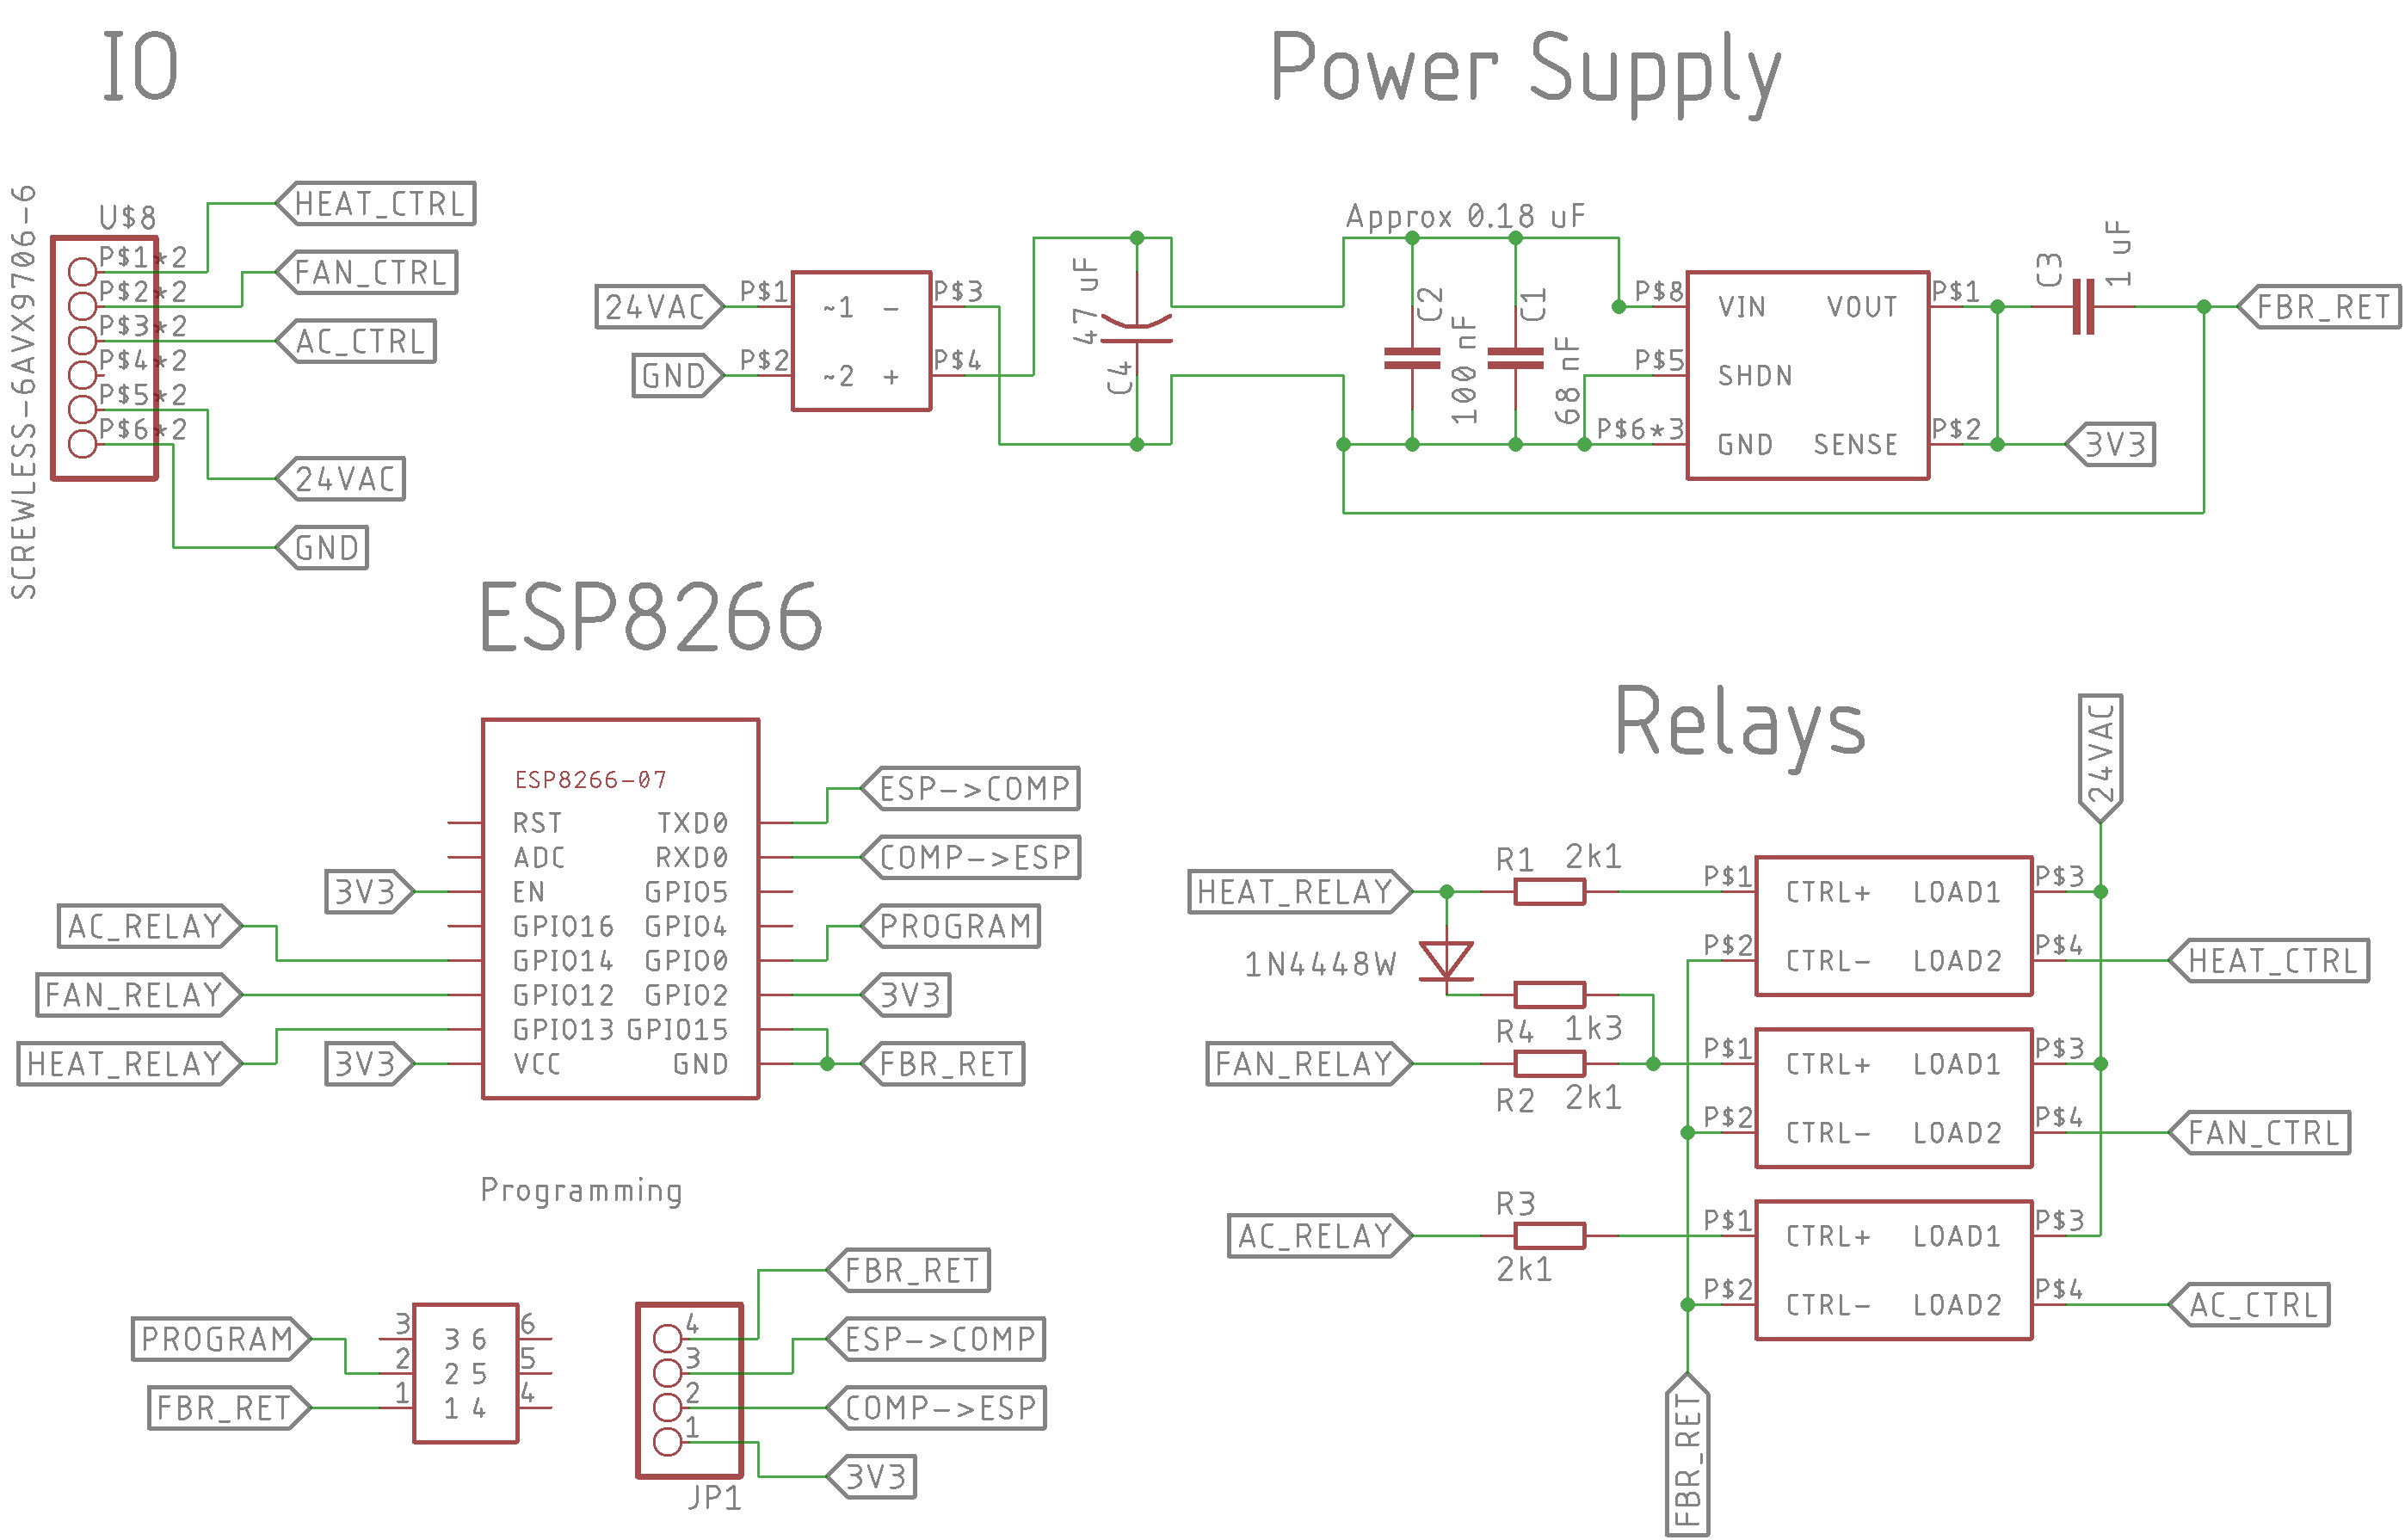 IO
Power Supply
SCREWLESS-6AVX9706-6
U$8
P$1*2
P$2*2
P$3*2
P$4*2
P$5*2
P$6*2
HEAT_CTRL
FAN_CTRL
AC_CTRL
24VAC
GND
24VAC
GND
P$1
P$2
~1 -
~2 +
P$3
P$4
47 uF
C4
Approx 0.18 uF
C2
100 nF
C1
68 nF
P$8
P$5
P$6*3
VIN VOUT
SHDN
GND SENSE
P$1
P$2
C3
1 uF
FBR_RET
3V3
ESP8266
ESP8266-07
RST TXD0
ADC RXD0
EN GPIO5
GPIO16 GPIO4
GPIO14 GPIO0
GPIO12 GPIO2
GPIO13 GPIO15
VCC GND
3V3
AC_RELAY
FAN_RELAY
HEAT_RELAY
3V3
ESP->COMP
COMP->ESP
PROGRAM
3V3
FBR_RET
Programming
PROGRAM
FBR_RET
3
2
1
3 6
2 5
1 4
6
5
4
4
3
2
1
JP1
FBR_RET
ESP->COMP
COMP->ESP
3V3
Relays
24VAC
HEAT_RELAY
R1 2k1
1N4448W
R4 1k3
FAN_RELAY
R2 2k1
AC_RELAY
R3
2k1
P$1
P$2
CTRL+ LOAD1
CTRL- LOAD2
P$3
P$4
HEAT_CTRL
P$1
P$2
CTRL+ LOAD1
CTRL- LOAD2
P$3
P$4
FAN_CTRL
P$1
P$2
CTRL+ LOAD1
CTRL- LOAD2
P$3
P$4
AC_CTRL
FBR_RET